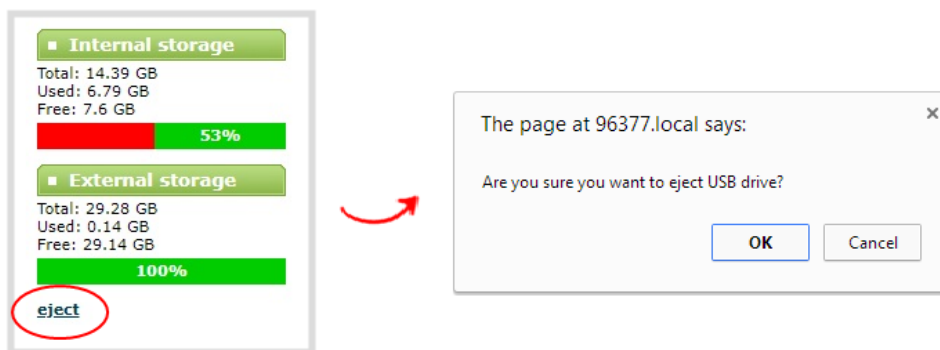 Internal storage
Total: 14.39 GB
Used: 6.79 GB
Free: 7.6 GB
53%
External storage
Total: 29.28 GB
Used: 0.14 GB
Free: 29.14 GB
100%
eject
The page at 96377.local says:
×
Are you sure you want to eject USB drive?
OK
Cancel